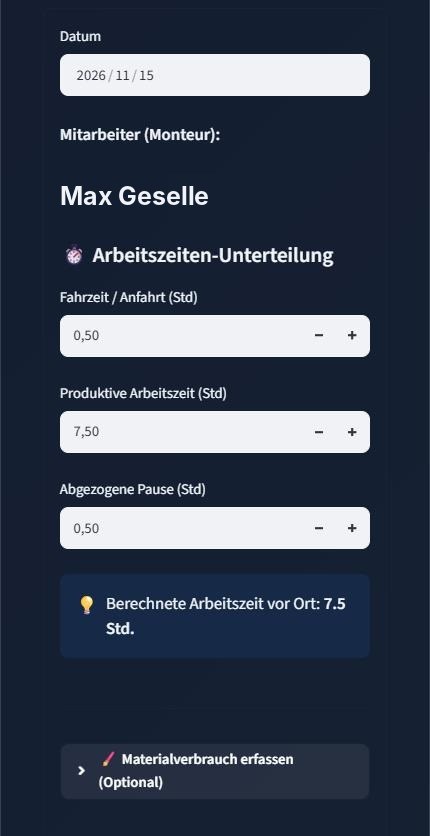 Datum
2026 / 11 / 15
Mitarbeiter (Monteur):
Max Geselle
⏱️ Arbeitszeiten-Unterteilung
Fahrzeit / Anfahrt (Std)
0,50 − +
Produktive Arbeitszeit (Std)
7,50 − +
Abgezogene Pause (Std)
0,50 − +
💡 Berechnete Arbeitszeit vor Ort: 7.5
Std.
🖌️ Materialverbrauch erfassen
(Optional)